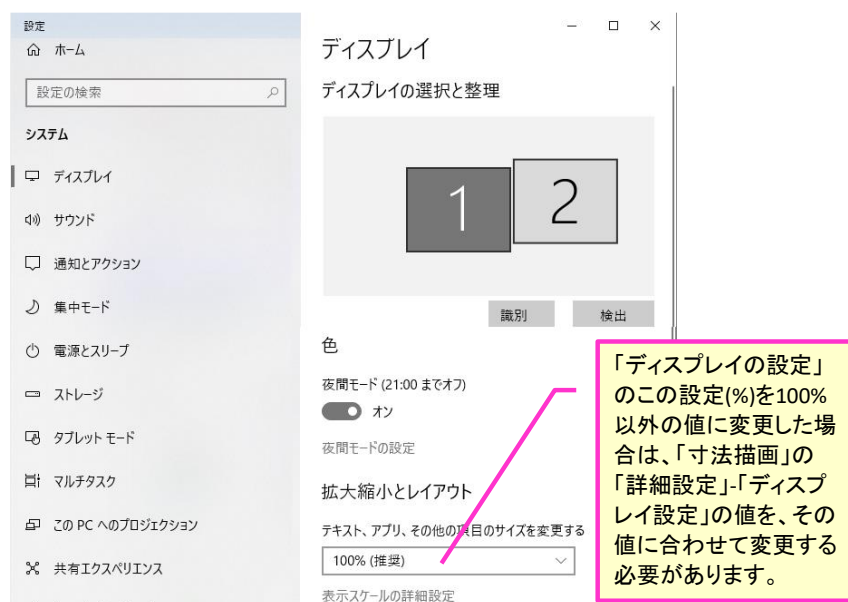 設定
ホーム
設定の検索
システム
ディスプレイ
サウンド
通知とアクション
集中モード
電源とスリープ
ストレージ
タブレット モード
マルチタスク
この PC へのプロジェクション
共有エクスペリエンス
ディスプレイ
ディスプレイの選択と整理
1
2
識別
検出
色
夜間モード (21:00 までオフ)
オン
夜間モードの設定
拡大縮小とレイアウト
テキスト、アプリ、その他の項目のサイズを変更する
100% (推奨)
表示スケールの詳細設定
「ディスプレイの設定」
のこの設定(%)を100%
以外の値に変更した場
合は、「寸法描画」の
「詳細設定」-「ディスプ
レイ設定」の値を、その
値に合わせて変更する
必要があります。